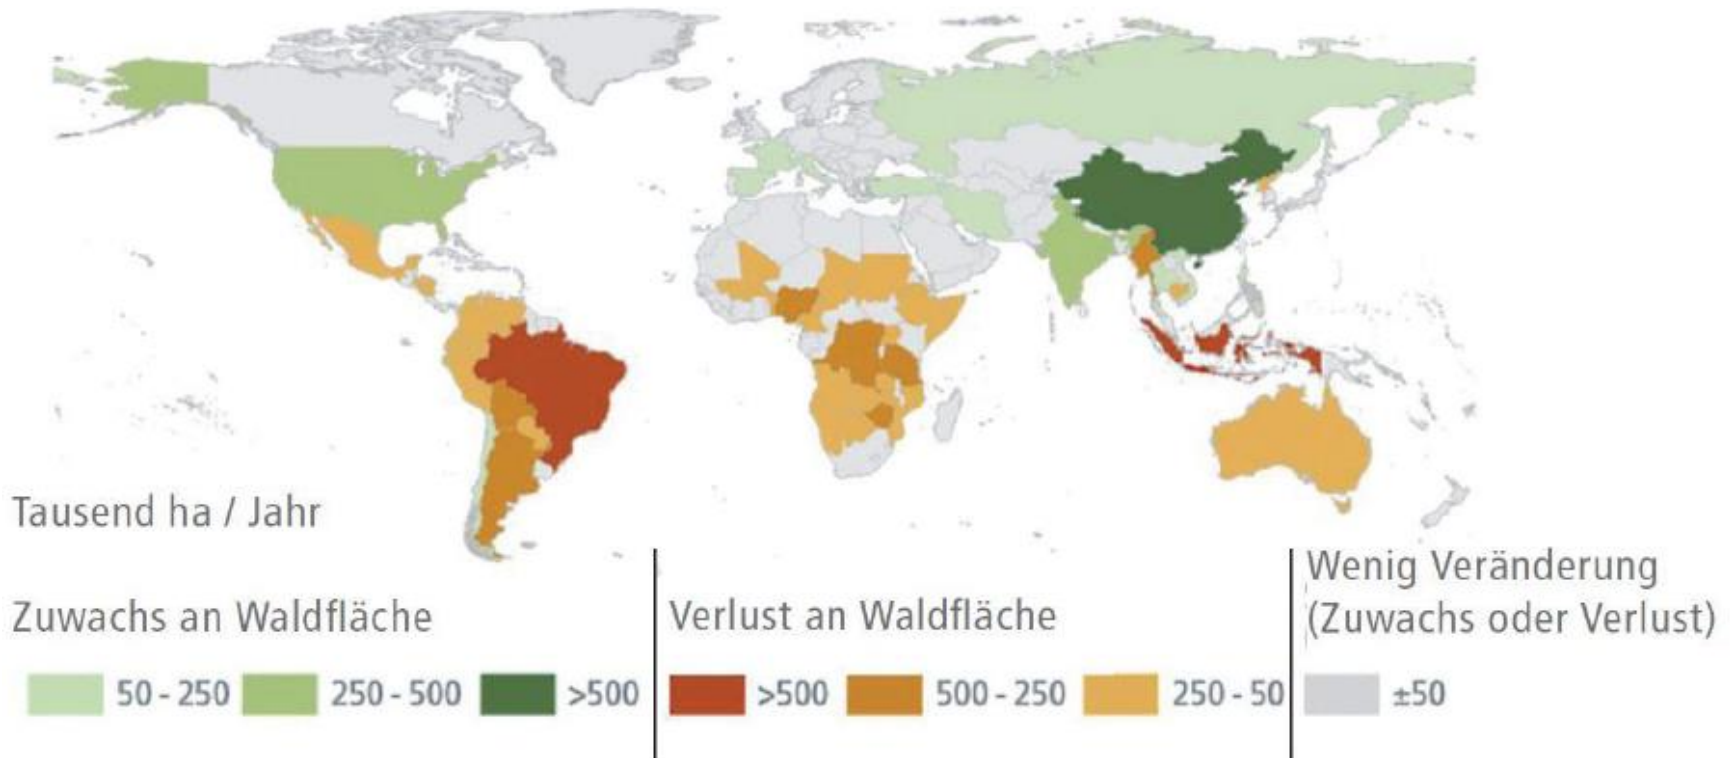 Tausend ha / Jahr
Zuwachs an Waldfläche
50 - 250
250 - 500
>500
Verlust an Waldfläche
>500
500 - 250
250 - 50
Wenig Veränderung
(Zuwachs oder Verlust)
±50